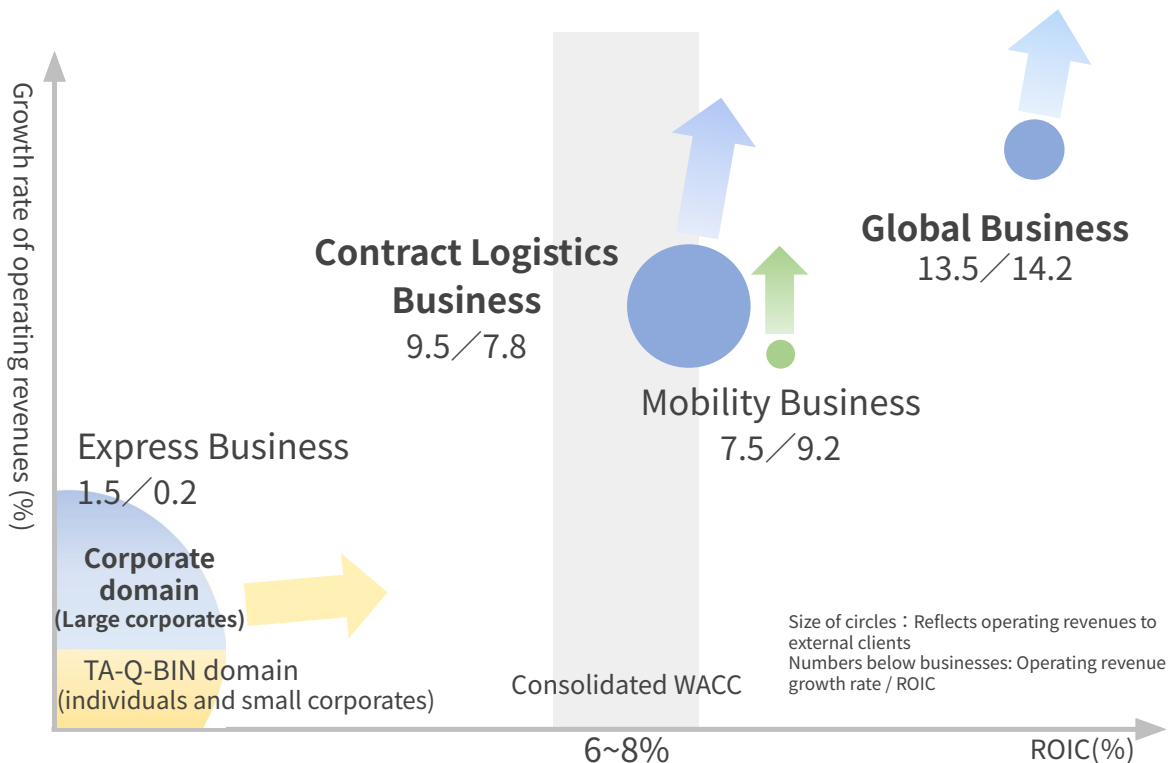 Growth rate of operating revenues (%)
Global Business
13.5／14.2
Contract Logistics
Business
9.5／7.8
Mobility Business
7.5／9.2
Express Business
1.5／0.2
Corporate
domain
(Large corporates)
TA-Q-BIN domain
(individuals and small corporates)
Consolidated WACC
6~8%
Size of circles：Reflects operating revenues to
external clients
Numbers below businesses: Operating revenue
growth rate / ROIC
ROIC(%)